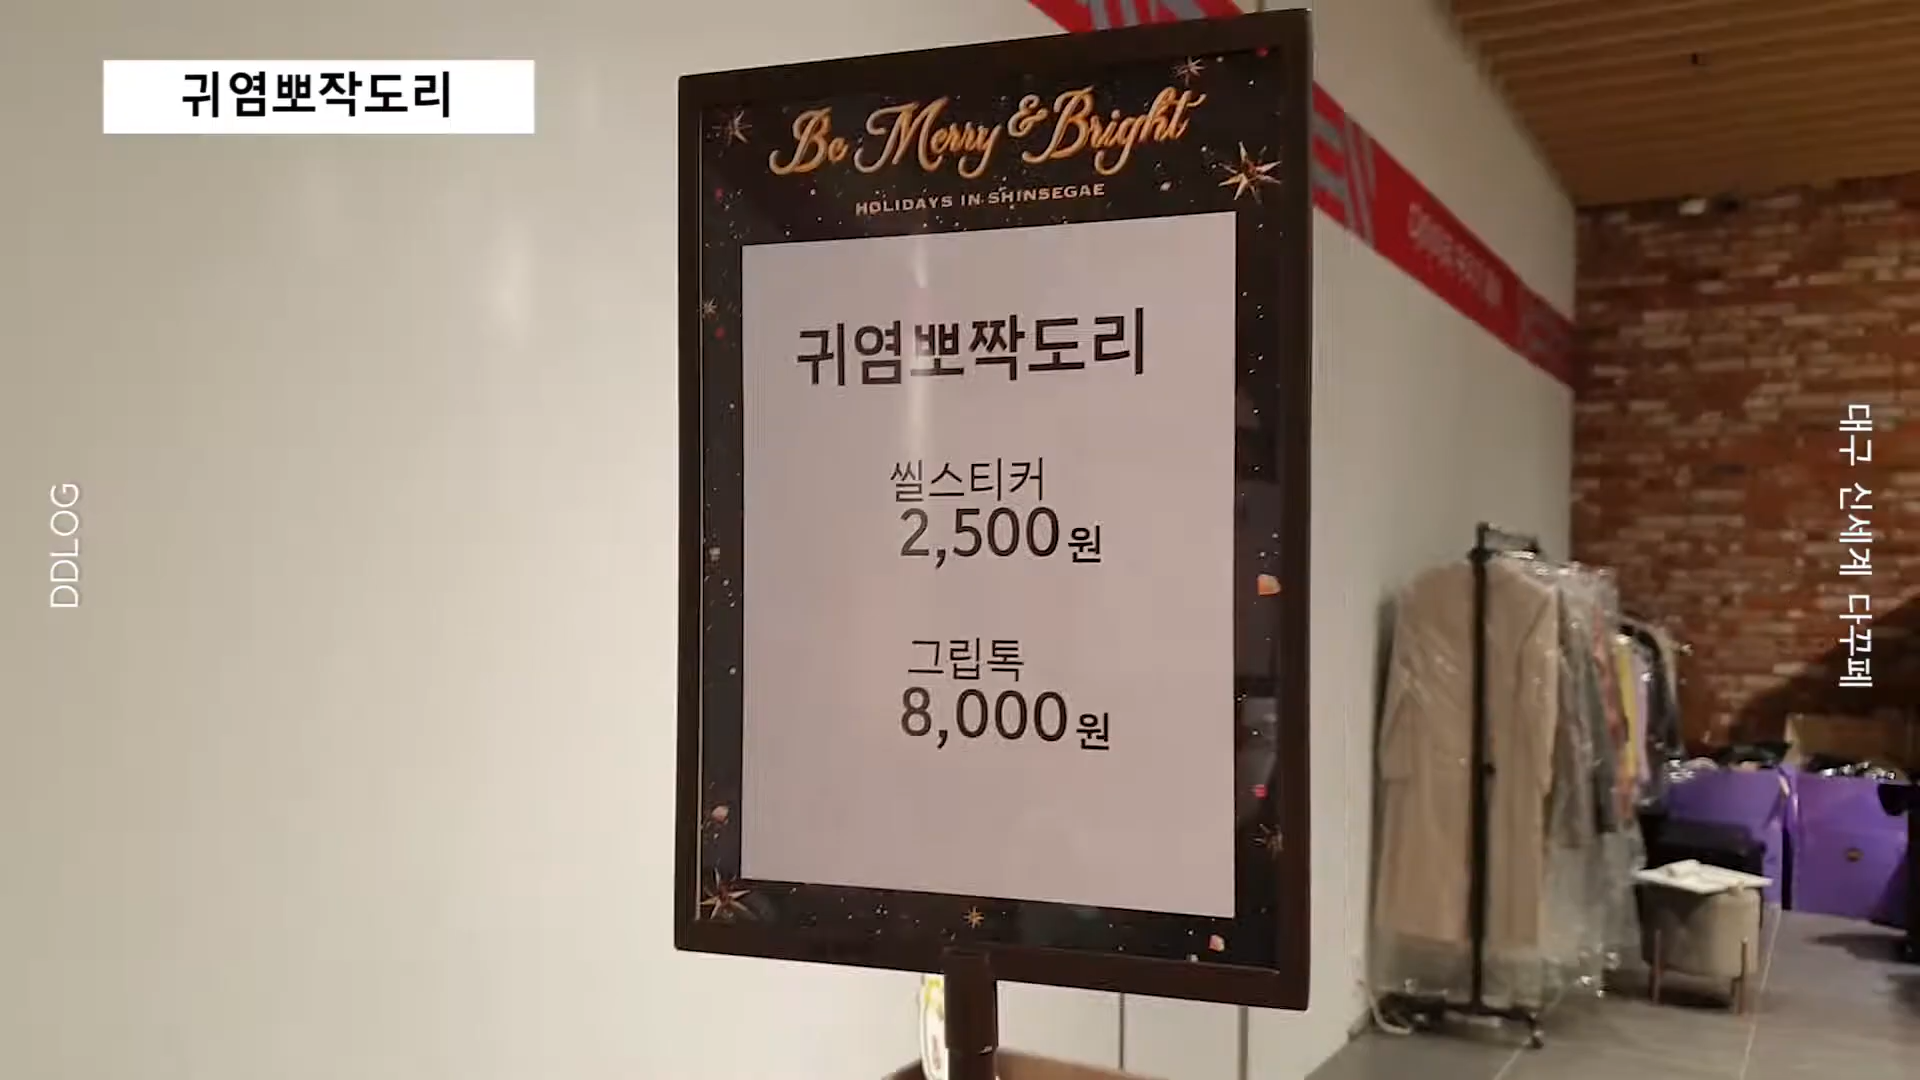 귀염뽀작도리
Be Merry & Bright
HOLIDAYS IN SHINSEGAE
귀염뽀짝도리
씰스티커
2,500원
그립톡
8,000원
DDLOG
대구 신세계 다꾸페